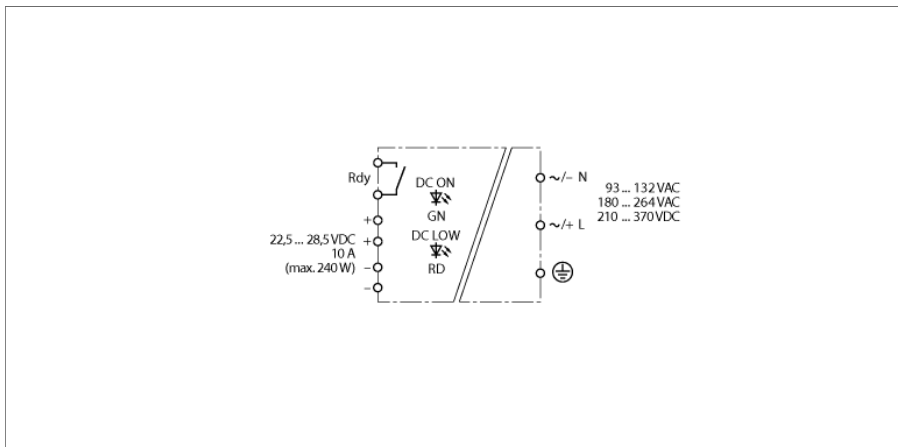 Rdy
DC ON
GN
DC LOW
RD
+
22,5 ... 28,5 VDC +
10 A
(max. 240 W) –
–
~/– N
~/+ L
93 ... 132 VAC
180 ... 264 VAC
210 ... 370 VDC